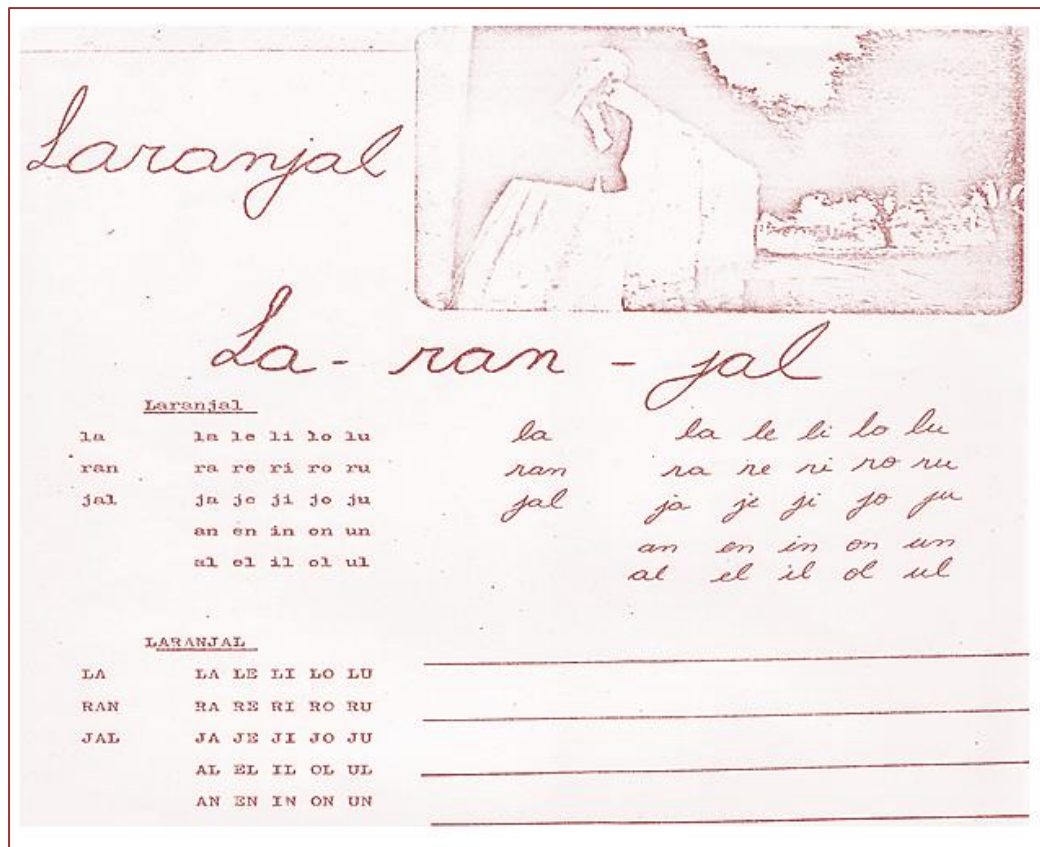 Laranjal
La - ran - jal
Laranjal
la la le li lo lu
ran ra re ri ro ru
jal ja je ji jo ju
an en in on un
al el il ol ul
la la le li lo lu
ran ra re ri ro ru
jal ja je ji jo ju
an en in on un
al el il ol ul
LARANJAL
LA LA LE LI LO LU
RAN RA RE RI RO RU
JAL JA JE JI JO JU
AL EL IL OL UL
AN EN IN ON UN